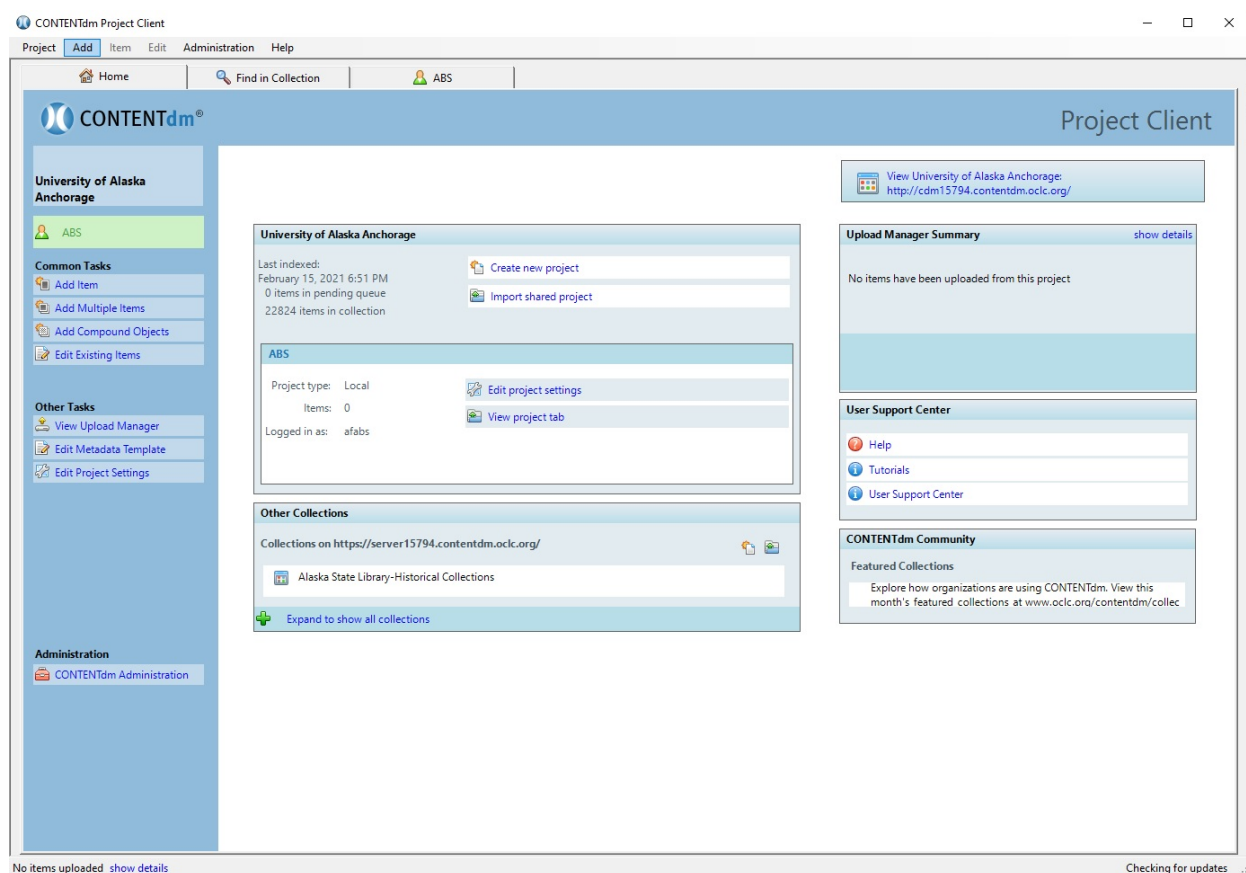 CONTENTdm Project Client
Project Add Item Edit Administration Help
Home Find in Collection ABS
CONTENTdm®
Project Client
University of Alaska
Anchorage
ABS
Common Tasks
Add Item
Add Multiple Items
Add Compound Objects
Edit Existing Items
Other Tasks
View Upload Manager
Edit Metadata Template
Edit Project Settings
Administration
CONTENTdm Administration
University of Alaska Anchorage
Last indexed:
February 15, 2021 6:51 PM
0 items in pending queue
22824 items in collection
Create new project
Import shared project
ABS
Project type: Local
Items: 0
Logged in as: afabs
Edit project settings
View project tab
Other Collections
Collections on https://server15794.contentdm.oclc.org/
Alaska State Library-Historical Collections
Expand to show all collections
View University of Alaska Anchorage:
http://cdm15794.contentdm.oclc.org/
Upload Manager Summary show details
No items have been uploaded from this project
User Support Center
Help
Tutorials
User Support Center
CONTENTdm Community
Featured Collections
Explore how organizations are using CONTENTdm. View this
month's featured collections at www.oclc.org/contentdm/collec
No items uploaded show details
Checking for updates